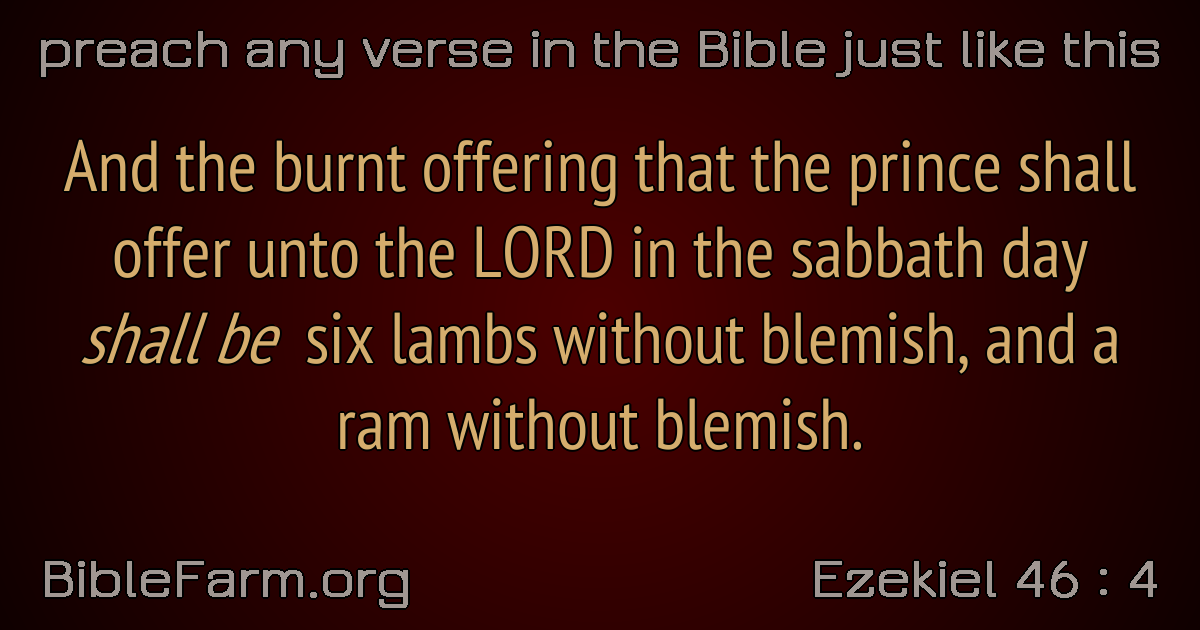 preach any verse in the Bible just like this
And the burnt offering that the prince shall
offer unto the LORD in the sabbath day
shall be six lambs without blemish, and a
ram without blemish.
BibleFarm.org
Ezekiel 46 : 4